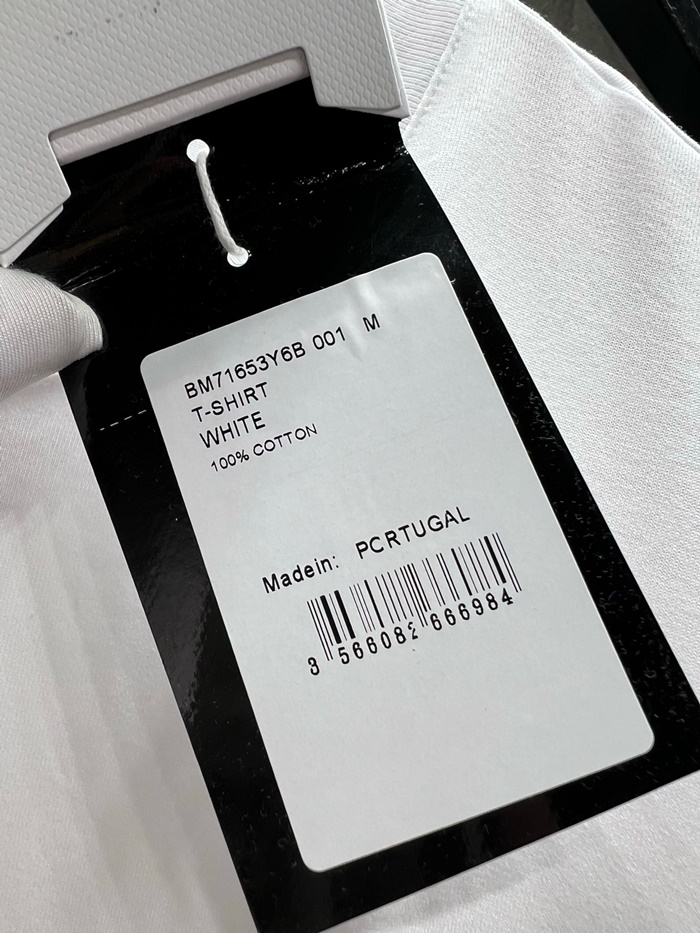 BM71653Y6B 001 M
T-SHIRT
WHITE
100% COTTON
Madein: PCRTUGAL
3 566082 666984